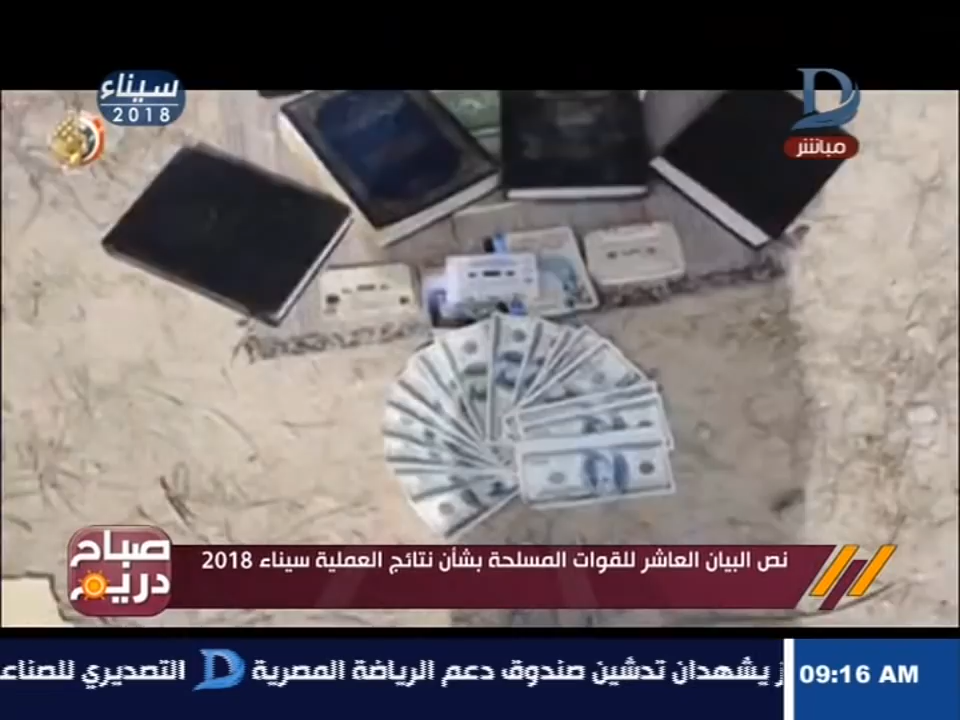 سيناء
2018
مباشر
صباح
دريم
نص البيان العاشر للقوات المسلحة بشأن نتائج العملية سيناء 2018
ز يشهدان تدشين صندوق دعم الرياضة المصرية
التصديري للصناعا
09:16 AM